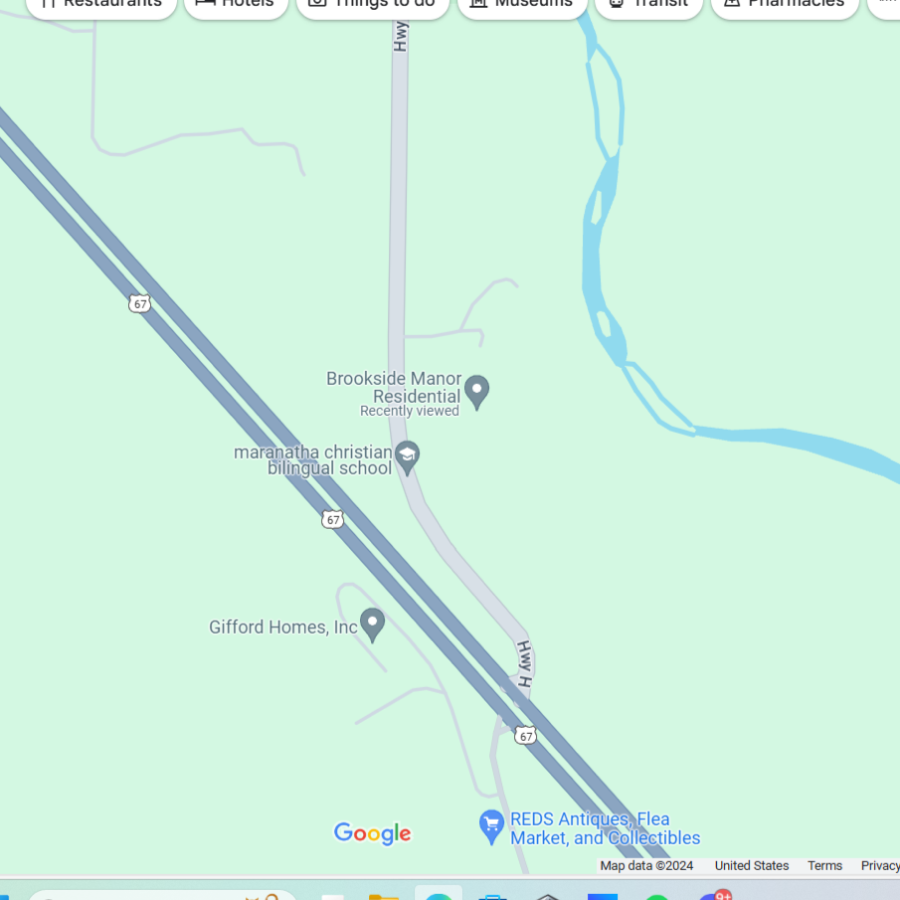 Restaurants
Hotels
Things to do
Museums
Transit
Pharmacies
Hwy
67
Brookside Manor
Residential
Recently viewed
maranatha christian
bilingual school
67
Gifford Homes, Inc
Hwy H
67
REDS Antiques, Flea
Market, and Collectibles
Google
Map data ©2024 United States Terms Privacy
9+